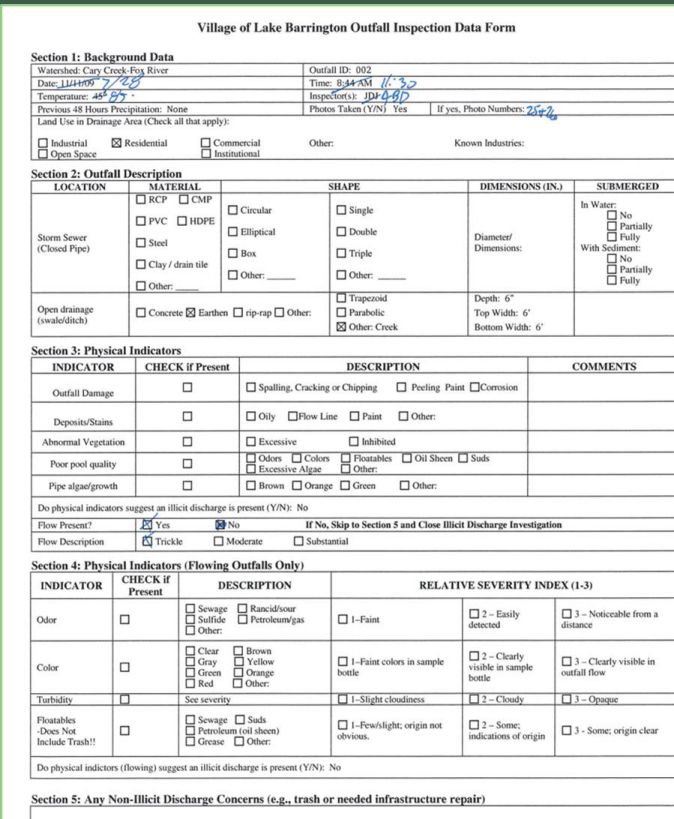 Village of Lake Barrington Outfall Inspection Data Form
Section 1: Background Data
Watershed: Cary Creek-Fox River Outfall ID: 002
Date: 11/11/09 7/28 Time: 8:44 AM 11:30
Temperature: 45° 85° Inspector(s): JDF ABD
Previous 48 Hours Precipitation: None Photos Taken (Y/N) Yes If yes, Photo Numbers: 25+26
Land Use in Drainage Area (Check all that apply):
☐ Industrial ☒ Residential ☐ Commercial Other: Known Industries:
☐ Open Space ☐ Institutional
Section 2: Outfall Description
LOCATION MATERIAL SHAPE DIMENSIONS (IN.) SUBMERGED
Storm Sewer
(Closed Pipe)
☐ RCP ☐ CMP
☐ PVC ☐ HDPE
☐ Steel
☐ Clay / drain tile
☐ Other: _____
☐ Circular
☐ Elliptical
☐ Box
☐ Other: _____
☐ Single
☐ Double
☐ Triple
☐ Other: _____
Diameter/
Dimensions:
In Water:
☐ No
☐ Partially
☐ Fully
With Sediment:
☐ No
☐ Partially
☐ Fully
Open drainage
(swale/ditch)
☐ Concrete ☒ Earthen ☐ rip-rap ☐ Other:
☐ Trapezoid
☐ Parabolic
☒ Other: Creek
Depth: 6"
Top Width: 6'
Bottom Width: 6'
Section 3: Physical Indicators
INDICATOR CHECK if Present DESCRIPTION COMMENTS
Outfall Damage ☐ ☐ Spalling, Cracking or Chipping ☐ Peeling Paint ☐Corrosion
Deposits/Stains ☐ ☐ Oily ☐Flow Line ☐ Paint ☐ Other:
Abnormal Vegetation ☐ ☐ Excessive ☐ Inhibited
Poor pool quality ☐ ☐ Odors ☐ Colors ☐ Floatables ☐ Oil Sheen ☐ Suds
☐ Excessive Algae ☐ Other:
Pipe algae/growth ☐ ☐ Brown ☐ Orange ☐ Green ☐ Other:
Do physical indicators suggest an illicit discharge is present (Y/N): No
Flow Present? ☒ Yes ☒ No If No, Skip to Section 5 and Close Illicit Discharge Investigation
Flow Description ☒ Trickle ☐ Moderate ☐ Substantial
Section 4: Physical Indicators (Flowing Outfalls Only)
INDICATOR CHECK if Present DESCRIPTION RELATIVE SEVERITY INDEX (1-3)
Odor ☐
☐ Sewage ☐ Rancid/sour
☐ Sulfide ☐ Petroleum/gas
☐ Other:
☐ 1–Faint
☐ 2 – Easily
detected
☐ 3 – Noticeable from a
distance
Color ☐
☐ Clear ☐ Brown
☐ Gray ☐ Yellow
☐ Green ☐ Orange
☐ Red ☐ Other:
☐ 1–Faint colors in sample
bottle
☐ 2 – Clearly
visible in sample
bottle
☐ 3 – Clearly visible in
outfall flow
Turbidity ☐ See severity ☐ 1–Slight cloudiness ☐ 2 – Cloudy ☐ 3 – Opaque
Floatables
-Does Not
Include Trash!!
☐
☐ Sewage ☐ Suds
☐ Petroleum (oil sheen)
☐ Grease ☐ Other:
☐ 1–Few/slight; origin not
obvious.
☐ 2 – Some;
indications of origin
☐ 3 - Some; origin clear
Do physical indictors (flowing) suggest an illicit discharge is present (Y/N): No
Section 5: Any Non-Illicit Discharge Concerns (e.g., trash or needed infrastructure repair)